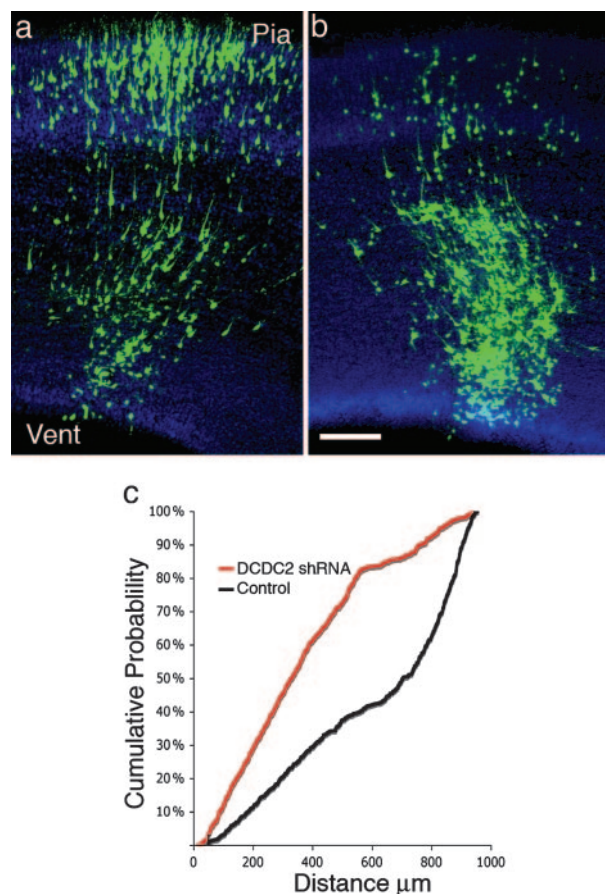 a
Pia
b
Vent
c
100%
90%
80%
70%
60%
50%
40%
30%
20%
10%
DCDC2 shRNA
Control
Cumulative Probablility
0
200
400
600
800
1000
Distance μm